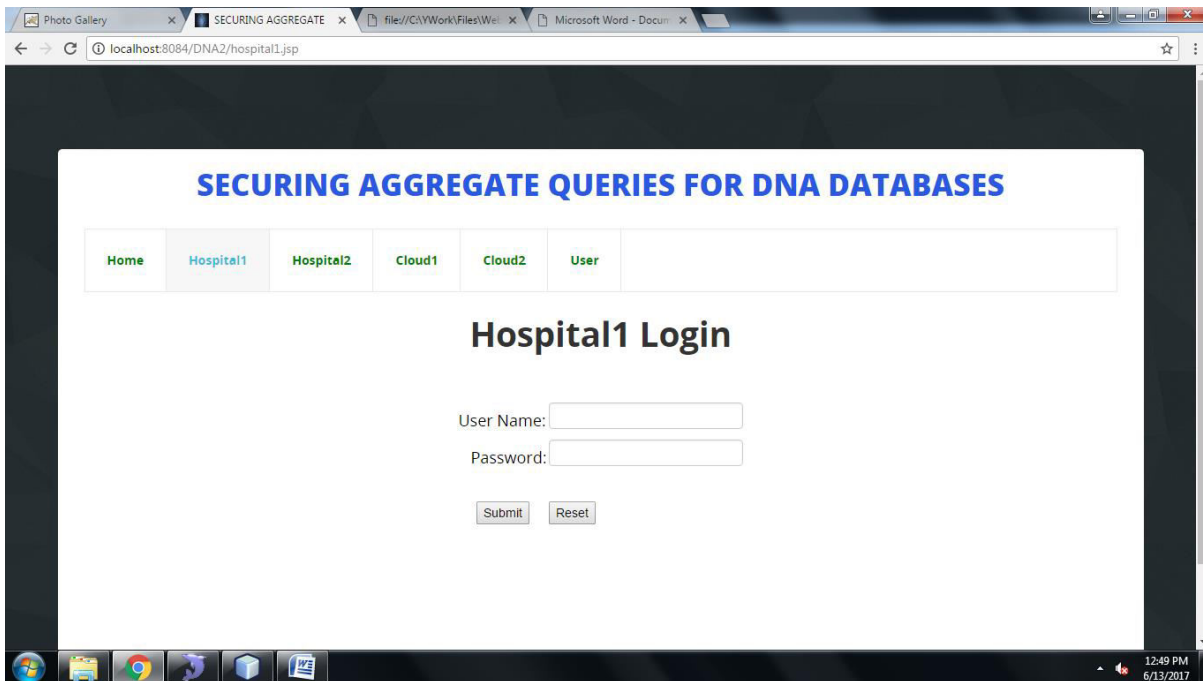 Photo Gallery
SECURING AGGREGATE
file://C:\YWork\Files\Wel
Microsoft Word - Docum
localhost:8084/DNA2/hospital1.jsp
SECURING AGGREGATE QUERIES FOR DNA DATABASES
Home Hospital1 Hospital2 Cloud1 Cloud2 User
Hospital1 Login
User Name:
Password:
Submit Reset
12:49 PM
6/13/2017